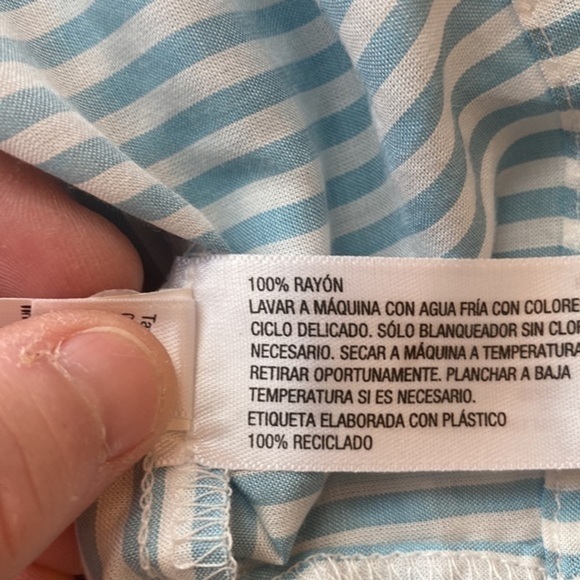 100% RAYÓN
LAVAR A MÁQUINA CON AGUA FRÍA CON COLORE
CICLO DELICADO. SÓLO BLANQUEADOR SIN CLOR
NECESARIO. SECAR A MÁQUINA A TEMPERATURA
RETIRAR OPORTUNAMENTE. PLANCHAR A BAJA
TEMPERATURA SI ES NECESARIO.
ETIQUETA ELABORADA CON PLÁSTICO
100% RECICLADO